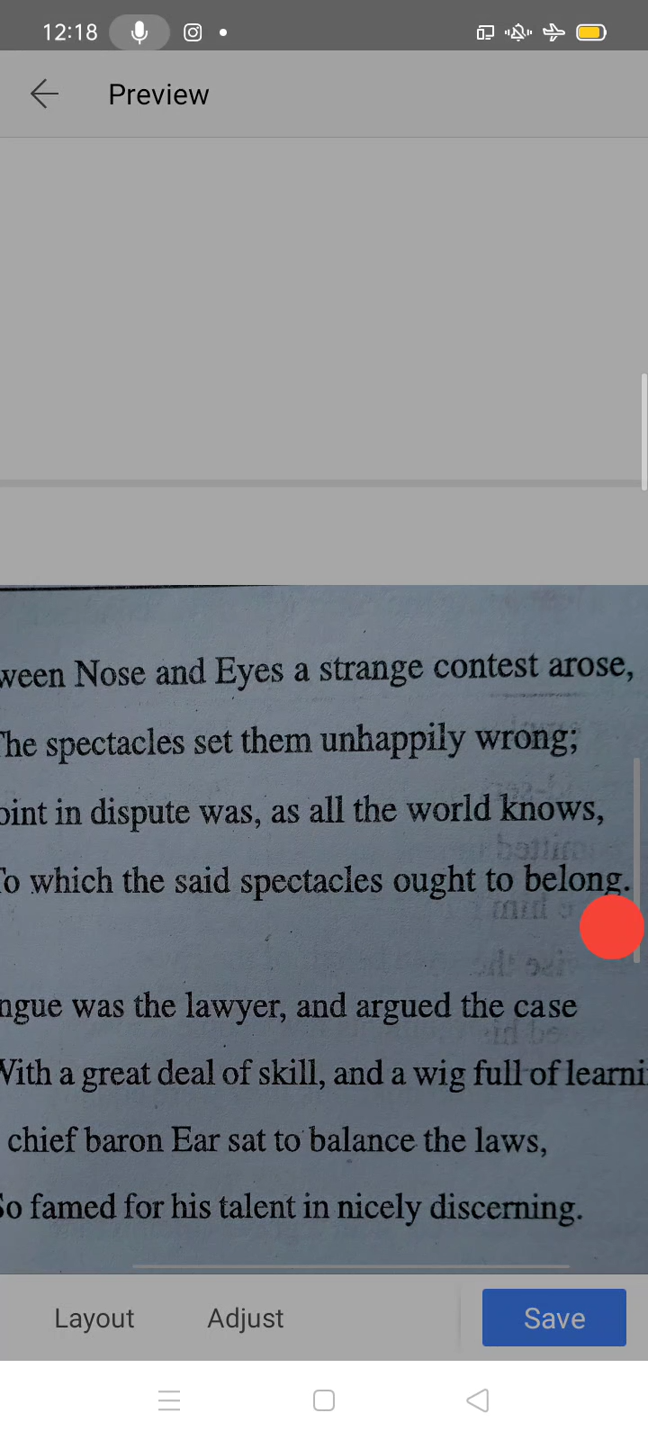 12:18
Preview
ween Nose and Eyes a strange contest arose,
The spectacles set them unhappily wrong;
oint in dispute was, as all the world knows,
To which the said spectacles ought to belong.
ngue was the lawyer, and argued the case
With a great deal of skill, and a wig full of learni
chief baron Ear sat to balance the laws,
So famed for his talent in nicely discerning.
Layout
Adjust
Save